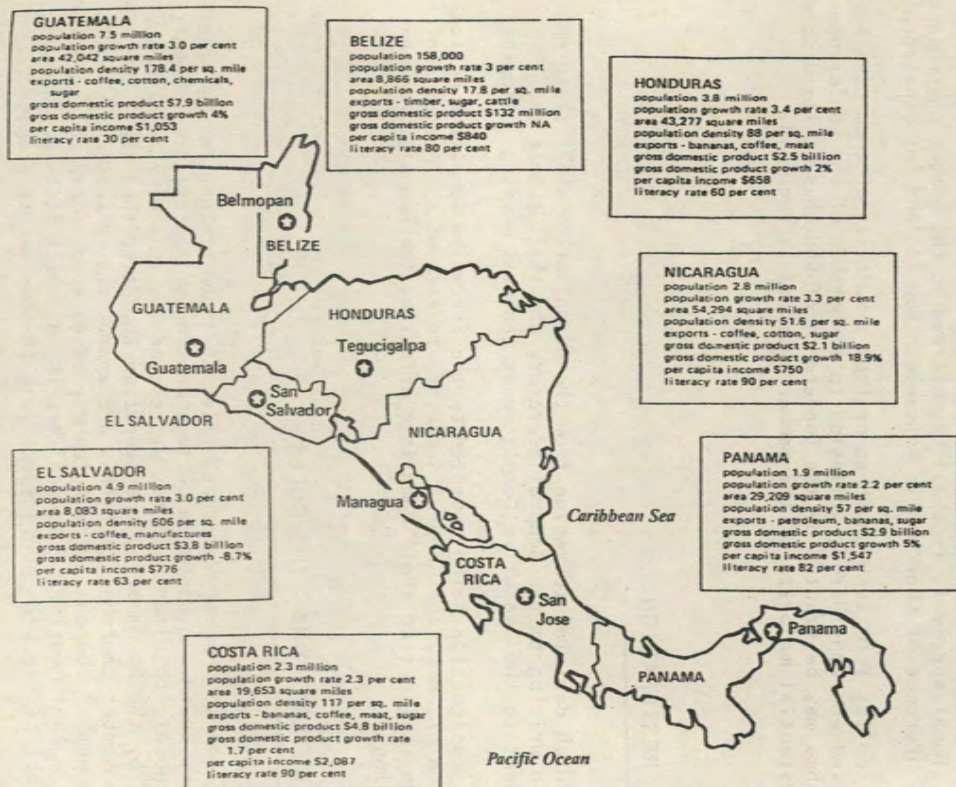 GUATEMALA
population 7.5 million
population growth rate 3.0 per cent
area 42,042 square miles
population density 178.4 per sq. mile
exports - coffee, cotton, chemicals,
sugar
gross domestic product $7.9 billion
gross domestic product growth 4%
per capita income $1,053
literacy rate 30 per cent
BELIZE
population 158,000
population growth rate 3 per cent
area 8,866 square miles
population density 17.8 per sq. mile
exports - timber, sugar, cattle
gross domestic product $132 million
gross domestic product growth NA
per capita income $840
literacy rate 80 per cent
HONDURAS
population 3.8 million
population growth rate 3.4 per cent
area 43,277 square miles
population density 88 per sq. mile
exports - bananas, coffee, meat
gross domestic product $2.5 billion
gross domestic product growth 2%
per capita income $658
literacy rate 60 per cent
Belmopan
BELIZE
GUATEMALA
Guatemala
HONDURAS
Tegucigalpa
San
Salvador
EL SALVADOR
NICARAGUA
Managua
NICARAGUA
population 2.8 million
population growth rate 3.3 per cent
area 54,294 square miles
population density 51.6 per sq. mile
exports - coffee, cotton, sugar
gross domestic product $2.1 billion
gross domestic product growth 18.9%
per capita income $750
literacy rate 90 per cent
EL SALVADOR
population 4.9 million
population growth rate 3.0 per cent
area 8,083 square miles
population density 606 per sq. mile
exports - coffee, manufactures
gross domestic product $3.8 billion
gross domestic product growth -8.7%
per capita income $776
literacy rate 63 per cent
Caribbean Sea
PANAMA
population 1.9 million
population growth rate 2.2 per cent
area 29,209 square miles
population density 57 per sq. mile
exports - petroleum, bananas, sugar
gross domestic product $2.9 billion
gross domestic product growth 5%
per capita income $1,547
literacy rate 82 per cent
COSTA
RICA
San
Jose
Panama
PANAMA
COSTA RICA
population 2.3 million
population growth rate 2.3 per cent
area 19,653 square miles
population density 117 per sq. mile
exports - bananas, coffee, meat, sugar
gross domestic product $4.8 billion
gross domestic product growth rate
1.7 per cent
per capita income $2,087
literacy rate 90 per cent
Pacific Ocean